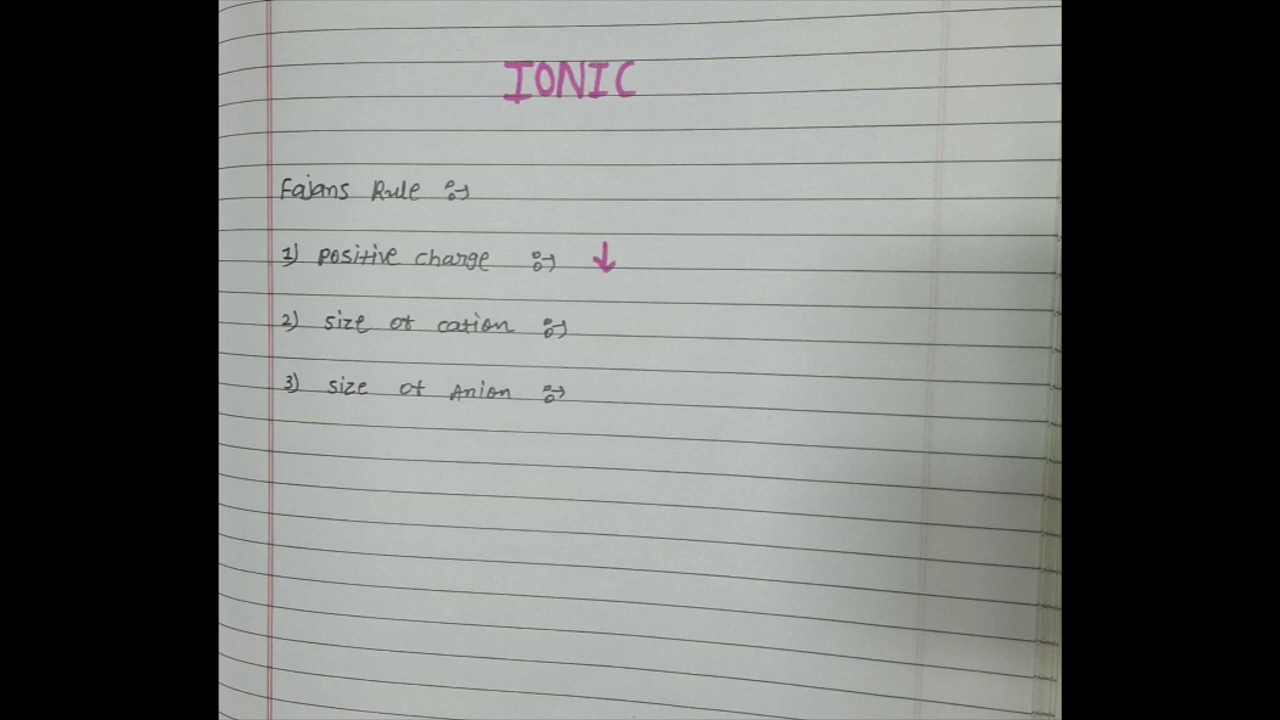 IONIC
Fajans Rule :-
1) positive charge :- ↓
2) size of cation :-
3) size of Anion :-